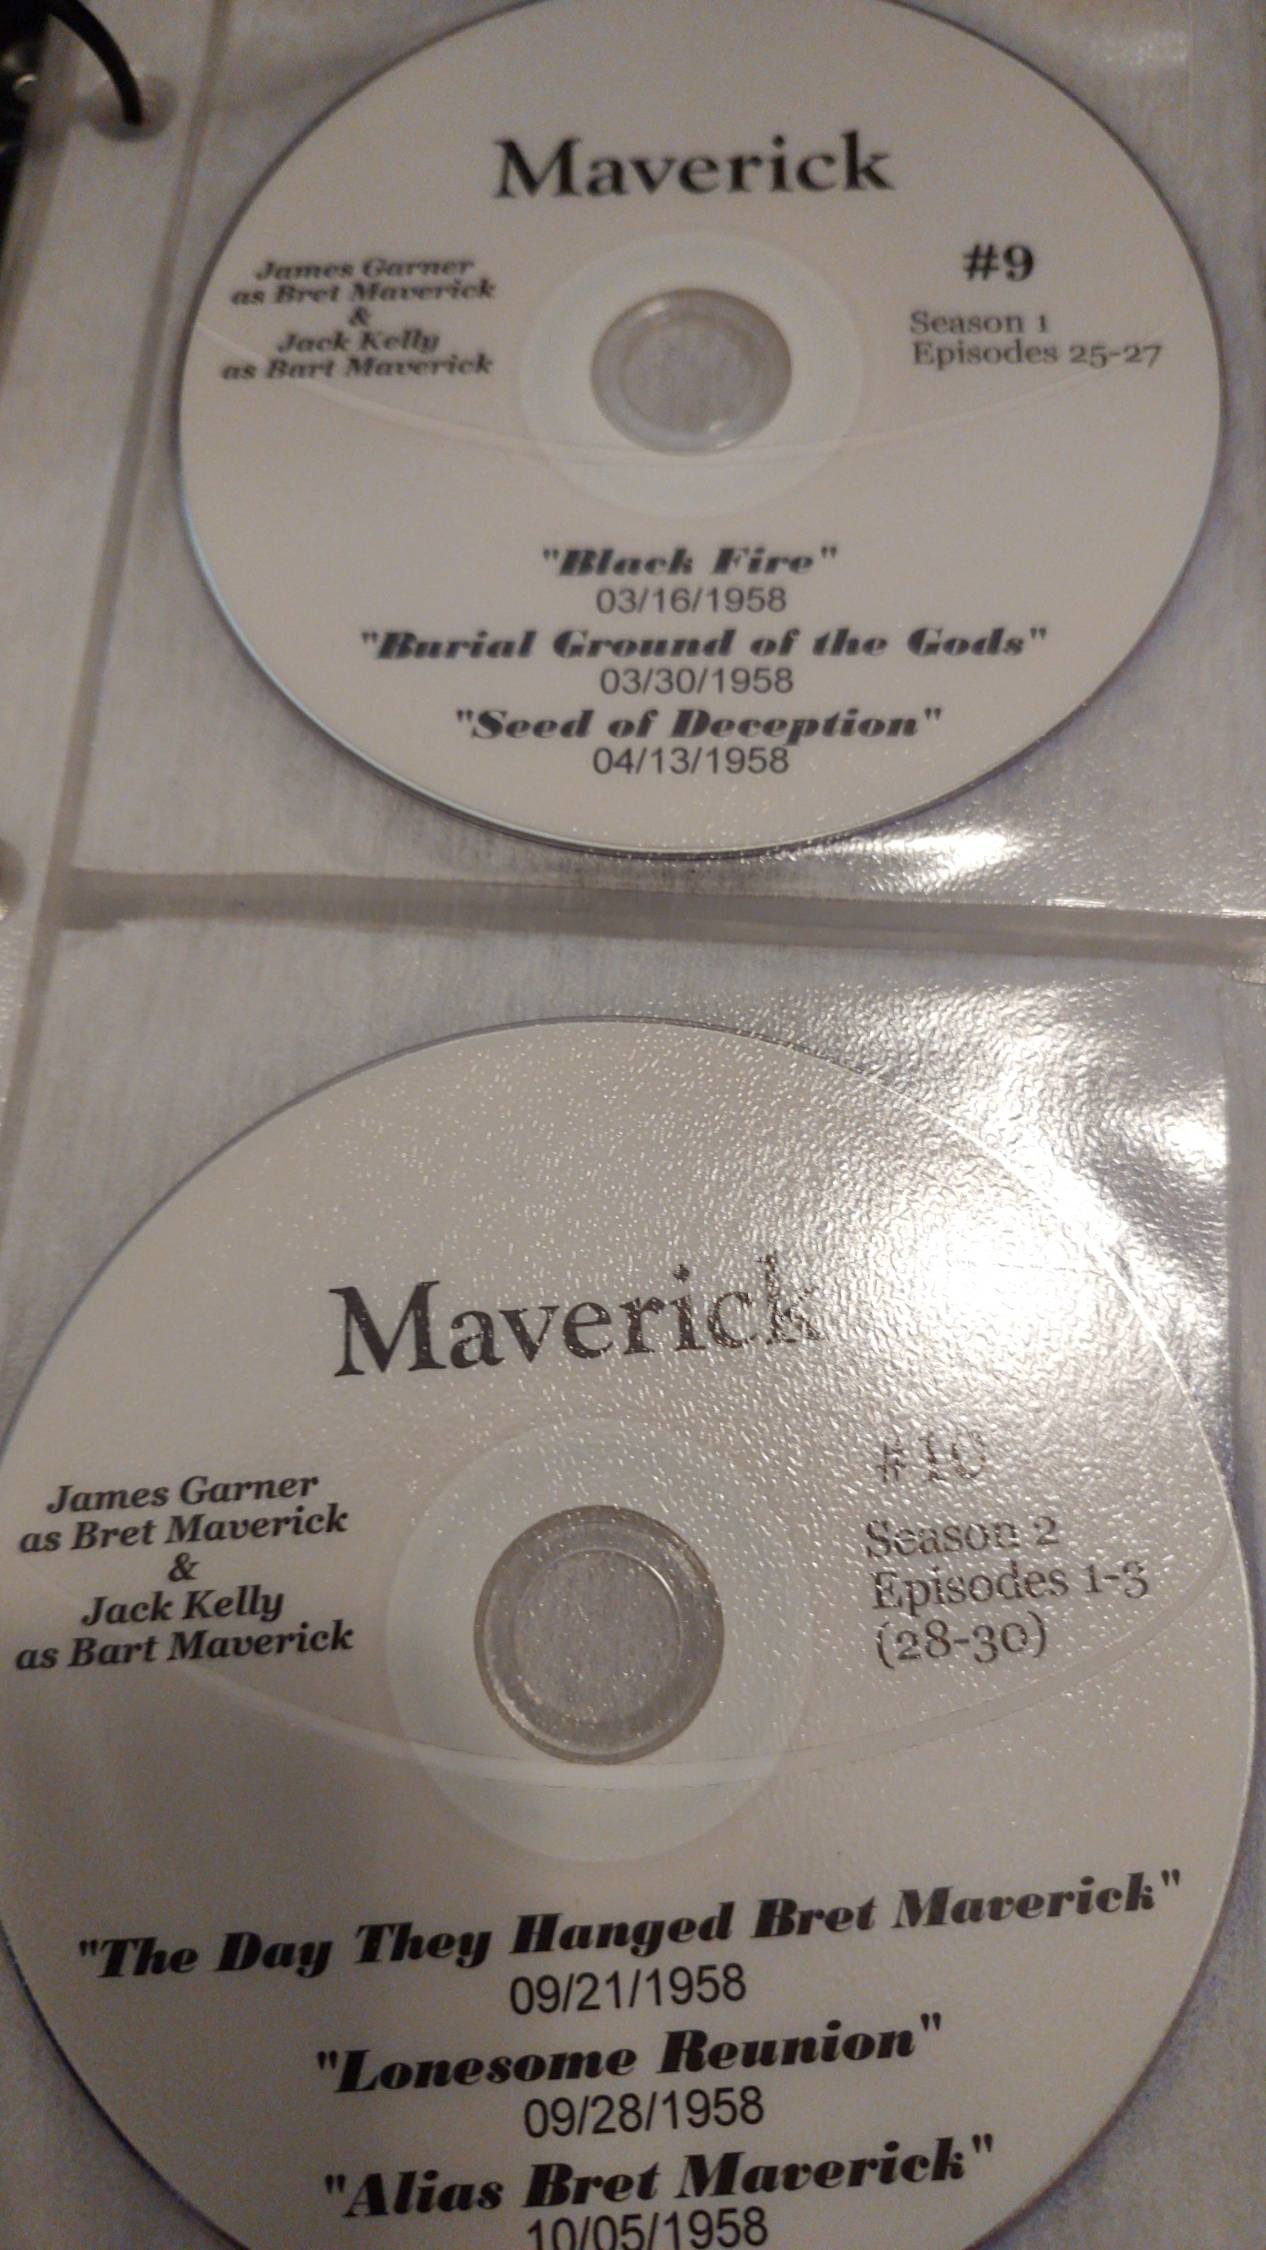 Maverick
James Garner
as Bret Maverick
&
Jack Kelly
as Bart Maverick
#9
Season 1
Episodes 25-27
"Black Fire"
03/16/1958
"Burial Ground of the Gods"
03/30/1958
"Seed of Deception"
04/13/1958
Maverick
James Garner
as Bret Maverick
&
Jack Kelly
as Bart Maverick
#10
Season 2
Episodes 1-3
(28-30)
"The Day They Hanged Bret Maverick"
09/21/1958
"Lonesome Reunion"
09/28/1958
"Alias Bret Maverick"
10/05/1958